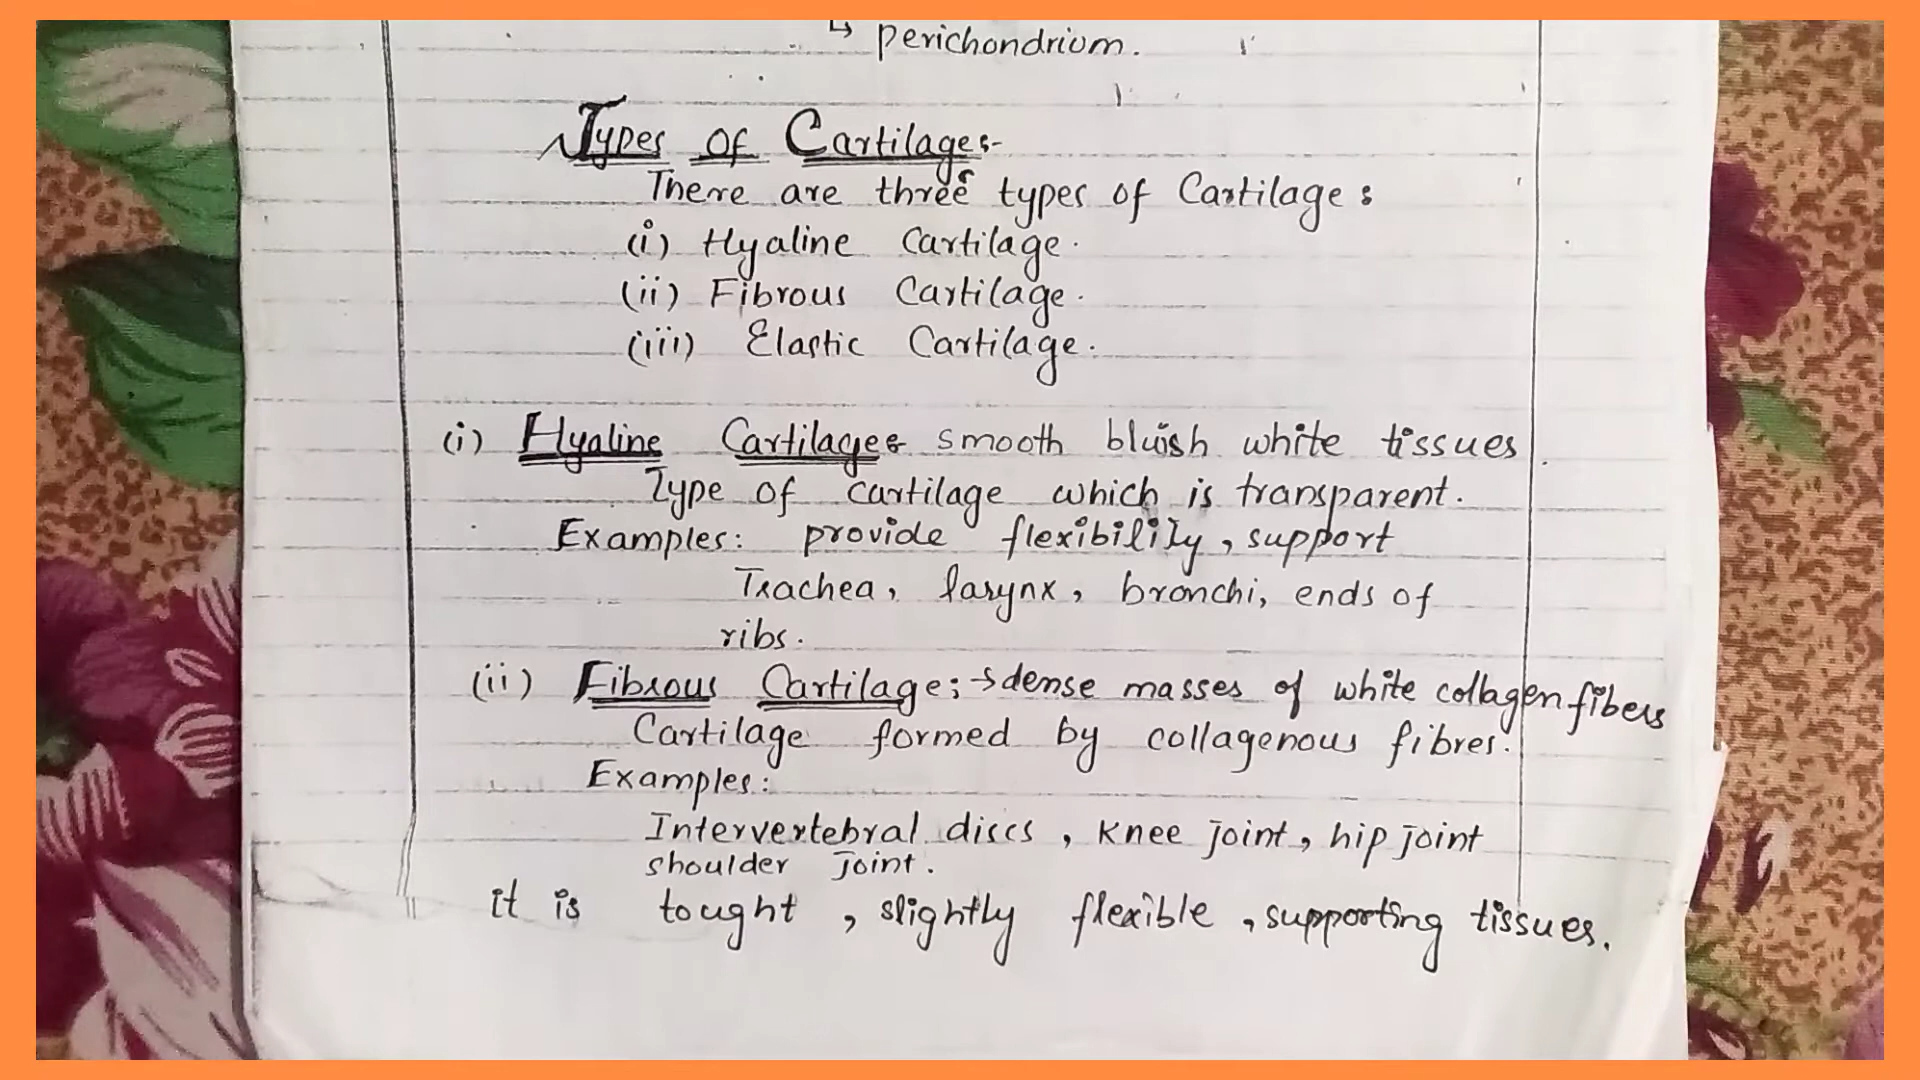 ↳ perichondrium.
Types of Cartilages-
There are three types of Cartilage:
(i) Hyaline Cartilage.
(ii) Fibrous Cartilage.
(iii) Elastic Cartilage.
(i) Hyaline Cartilage: smooth bluish white tissues
Type of cartilage which is transparent.
Examples: provide flexibility, support
Trachea, larynx, bronchi, ends of
ribs.
(ii) Fibrous Cartilage: →dense masses of white collagen fibers
Cartilage formed by collagenous fibres.
Examples:
Intervertebral discs, Knee joint, hip joint
shoulder joint.
it is tought, slightly flexible, supporting tissues.